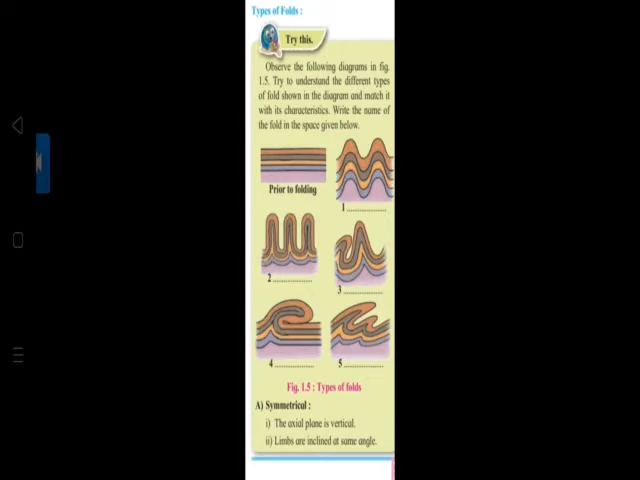 Types of Folds :
Try this.
Observe the following diagrams in fig.
1.5. Try to understand the different types
of fold shown in the diagram and match it
with its characteristics. Write the name of
the fold in the space given below.
Prior to folding
1 ....................
2 ....................
3 ....................
4 ....................
5 ....................
Fig. 1.5 : Types of folds
A) Symmetrical :
i) The axial plane is vertical.
ii) Limbs are inclined at same angle.